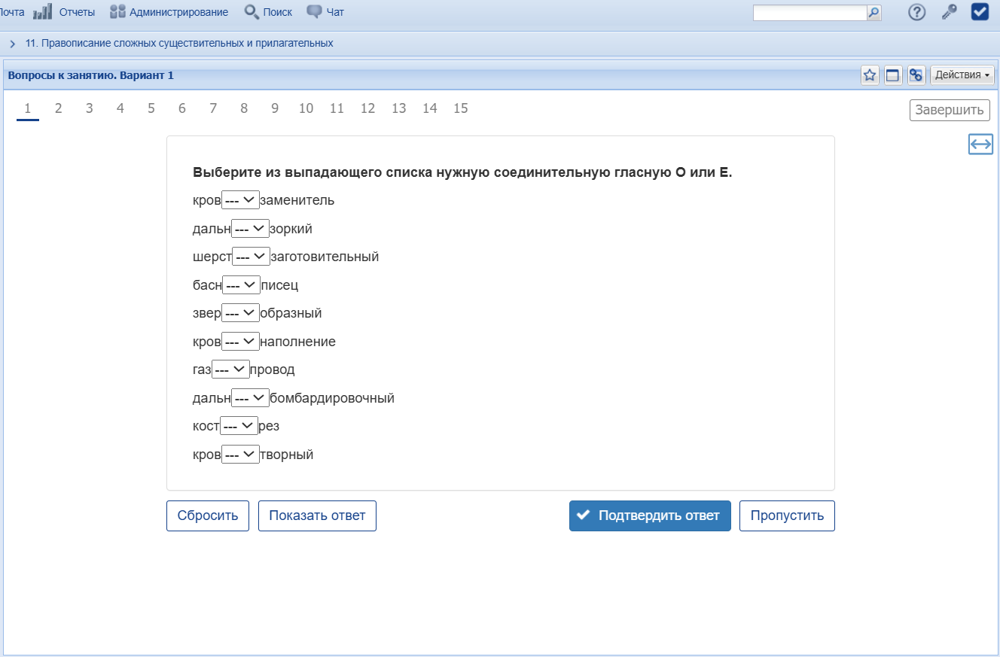 Почта Отчеты Администрирование Поиск Чат
11. Правописание сложных существительных и прилагательных
Вопросы к занятию. Вариант 1 Действия
1 2 3 4 5 6 7 8 9 10 11 12 13 14 15 Завершить
Выберите из выпадающего списка нужную соединительную гласную О или Е.
кров --- заменитель
дальн --- зоркий
шерст --- заготовительный
басн --- писец
звер --- образный
кров --- наполнение
газ --- провод
дальн --- бомбардировочный
кост --- рез
кров --- творный
Сбросить Показать ответ Подтвердить ответ Пропустить